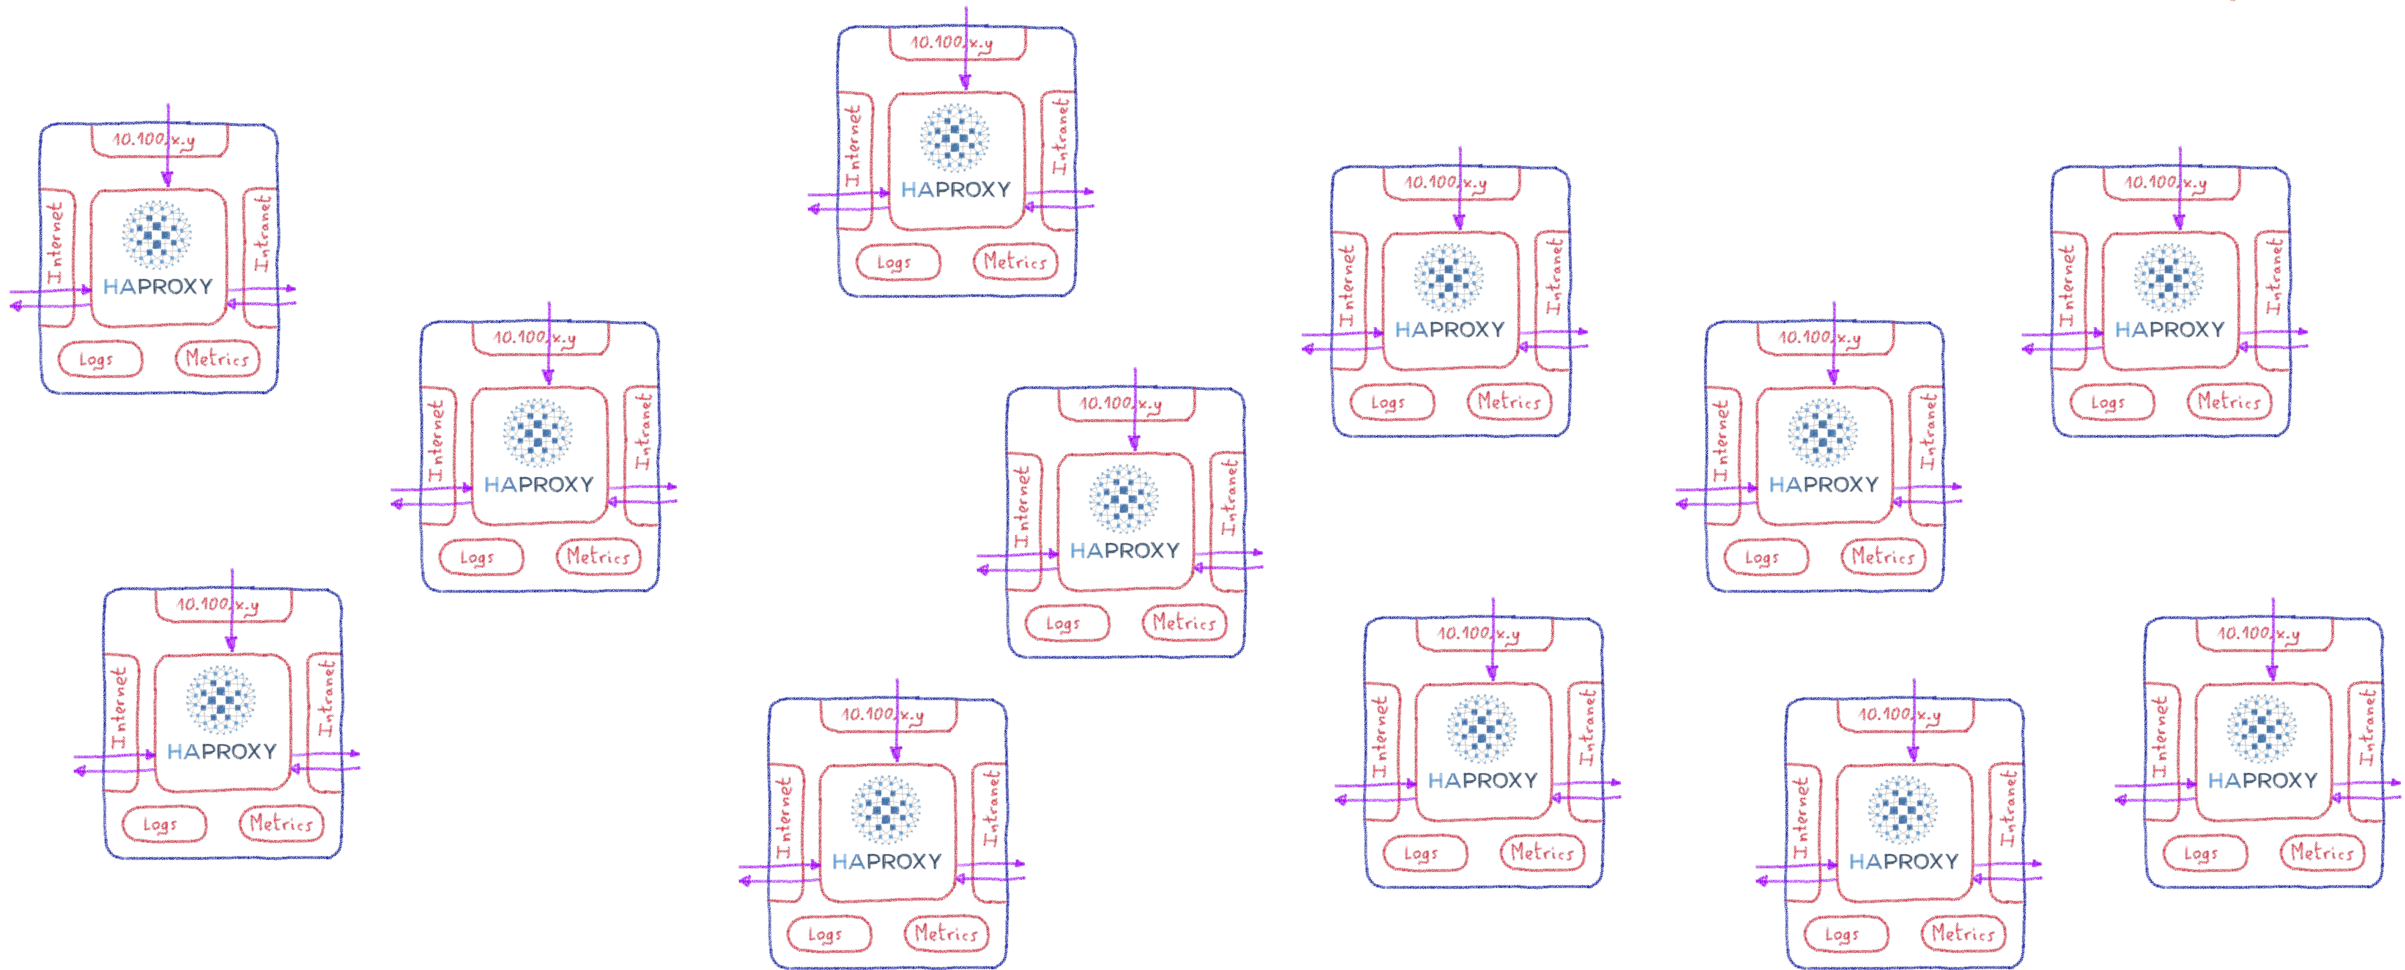 10.100.x.y
Internet
Intranet
HAPROXY
Logs
Metrics
10.100.x.y
Internet
Intranet
HAPROXY
Logs
Metrics
10.100.x.y
Internet
Intranet
HAPROXY
Logs
Metrics
10.100.x.y
Internet
Intranet
HAPROXY
Logs
Metrics
10.100.x.y
Internet
Intranet
HAPROXY
Logs
Metrics
10.100.x.y
Internet
Intranet
HAPROXY
Logs
Metrics
10.100.x.y
Internet
Intranet
HAPROXY
Logs
Metrics
10.100.x.y
Internet
Intranet
HAPROXY
Logs
Metrics
10.100.x.y
Internet
Intranet
HAPROXY
Logs
Metrics
10.100.x.y
Internet
Intranet
HAPROXY
Logs
Metrics
10.100.x.y
Internet
Intranet
HAPROXY
Logs
Metrics
10.100.x.y
Internet
Intranet
HAPROXY
Logs
Metrics